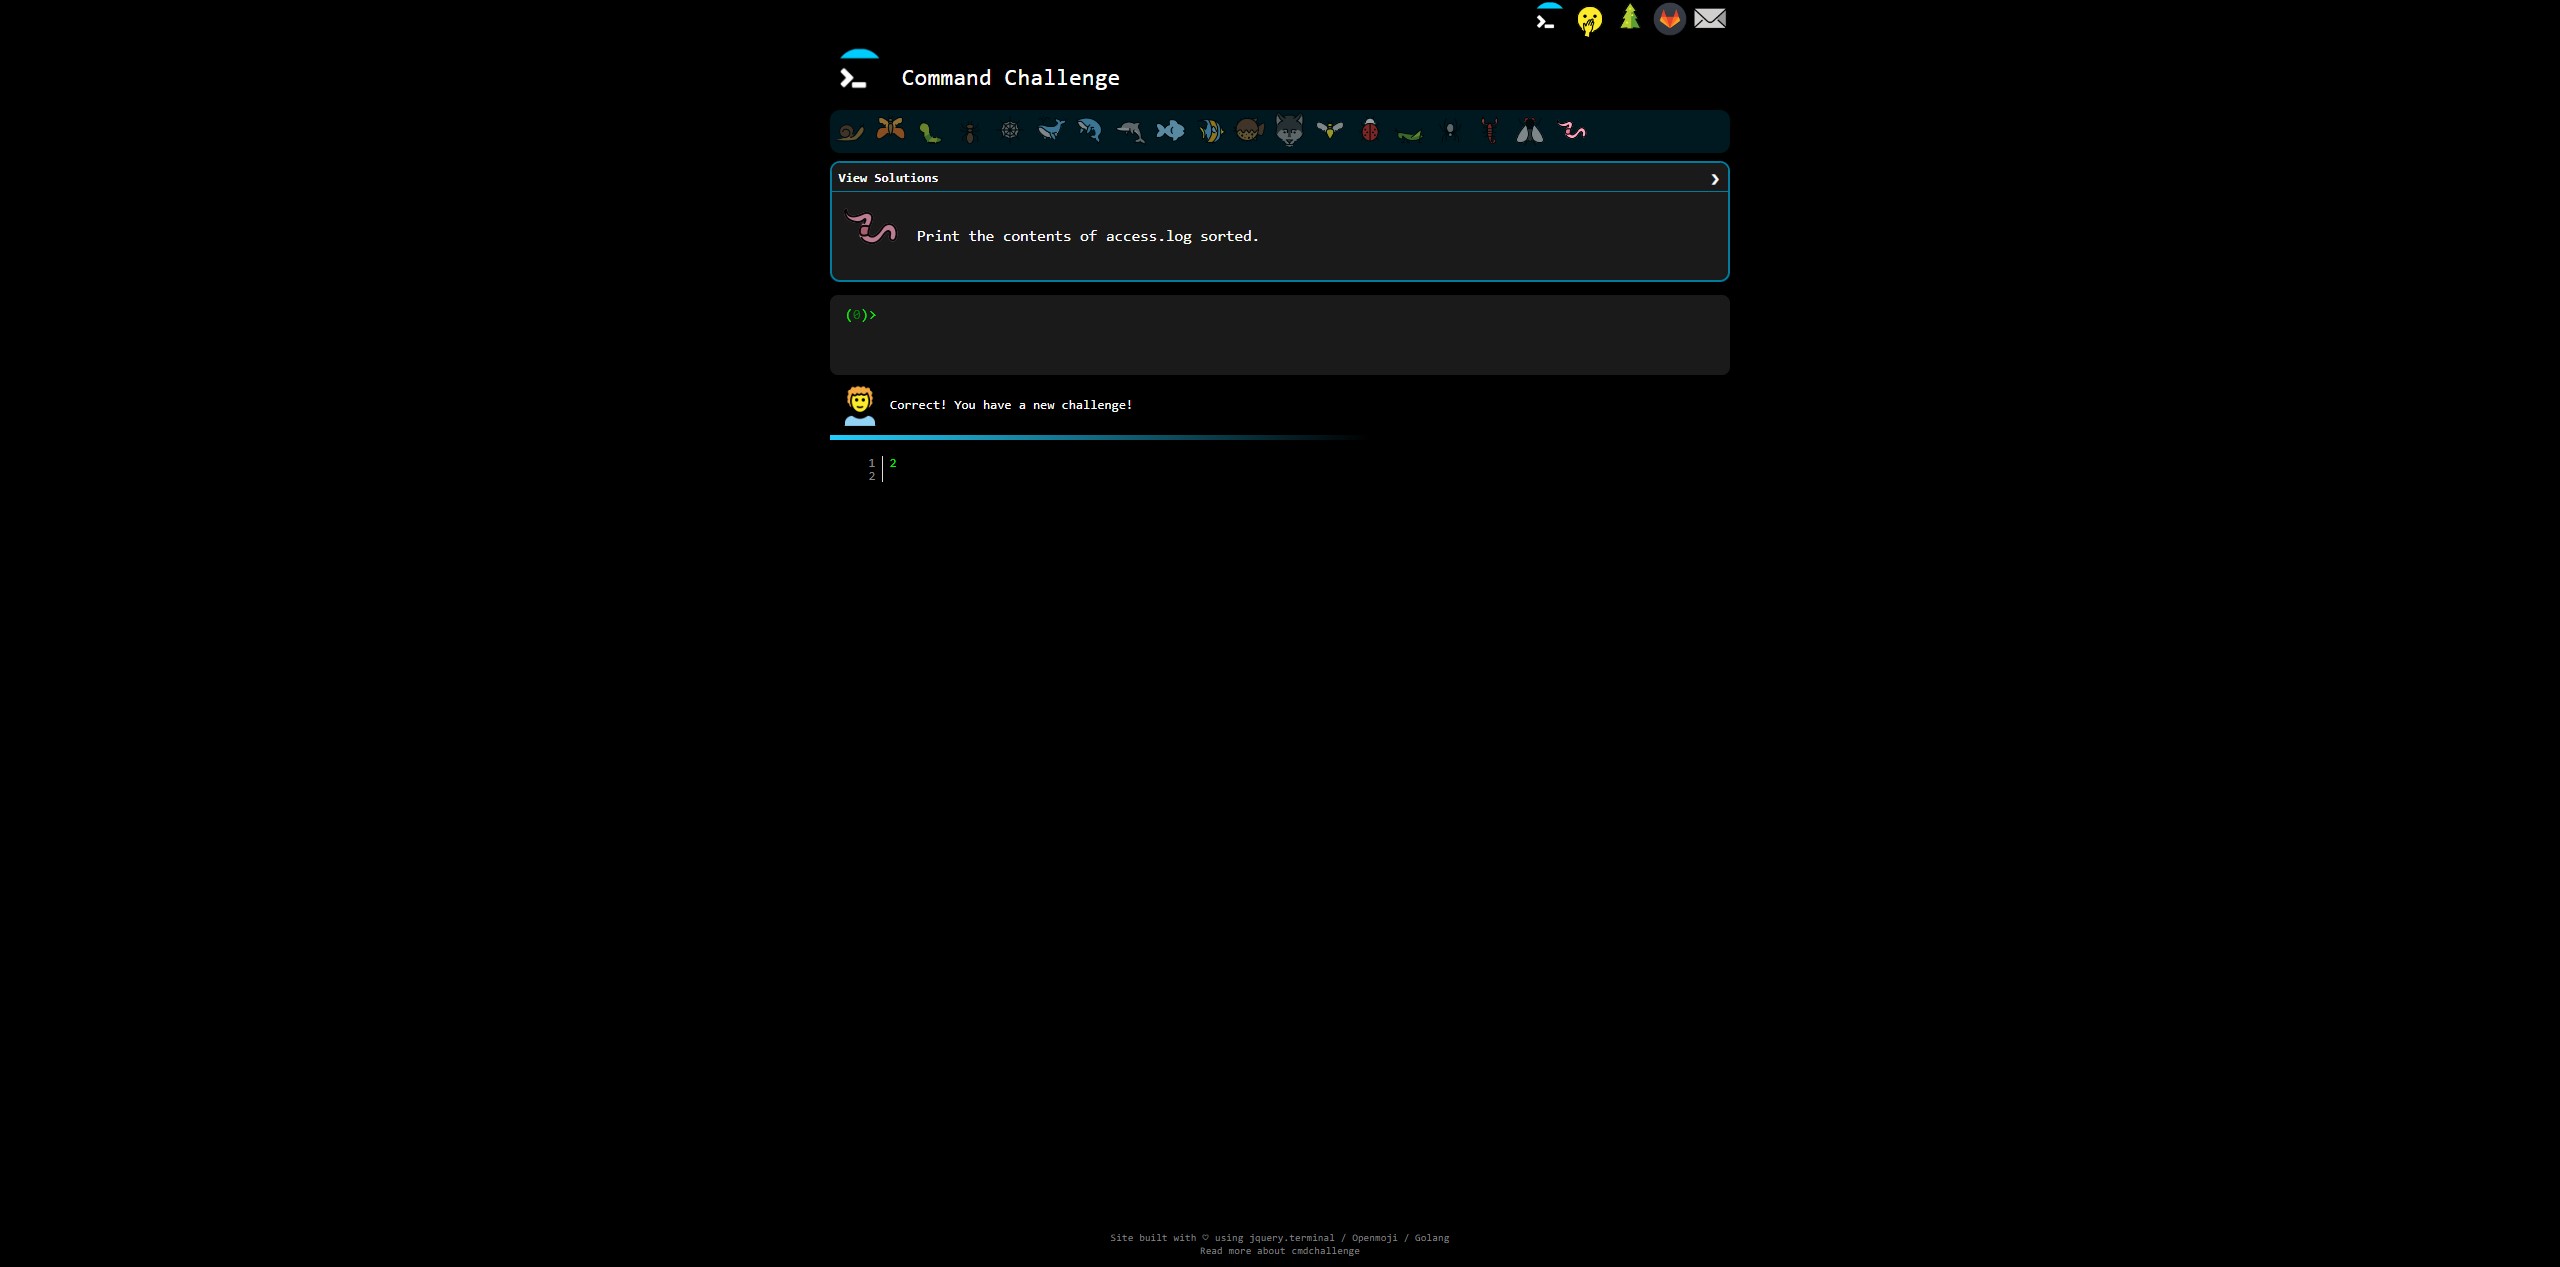 Command Challenge
View Solutions
Print the contents of access.log sorted.
(0)>
Correct! You have a new challenge!
1 2
2
Site built with ♡ using jquery.terminal / Openmoji / Golang
Read more about cmdchallenge